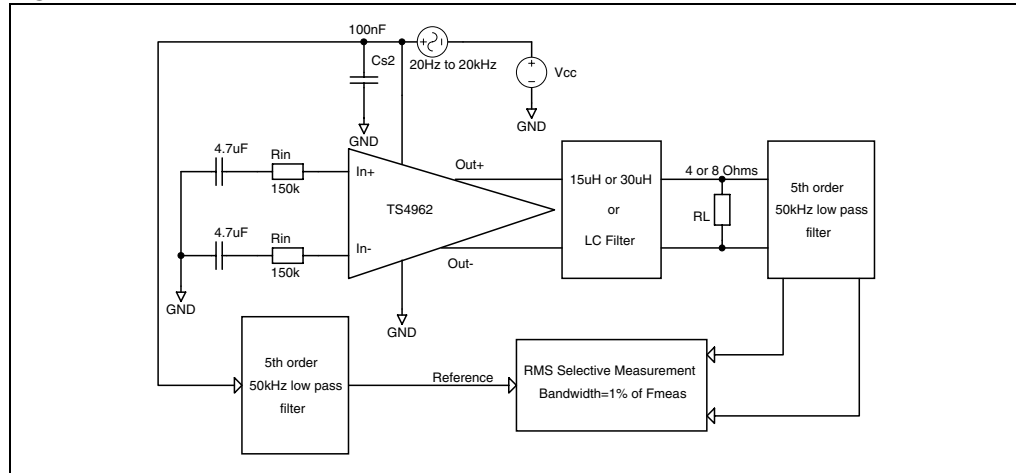 100nF
Cs2
20Hz to 20kHz
Vcc
GND
GND
4.7uF
Rin
150k
In+
Out+
TS4962
4.7uF
Rin
150k
In-
Out-
GND
GND
15uH or 30uH
or
LC Filter
4 or 8 Ohms
RL
5th order
50kHz low pass
filter
5th order
50kHz low pass
filter
Reference
RMS Selective Measurement
Bandwidth=1% of Fmeas